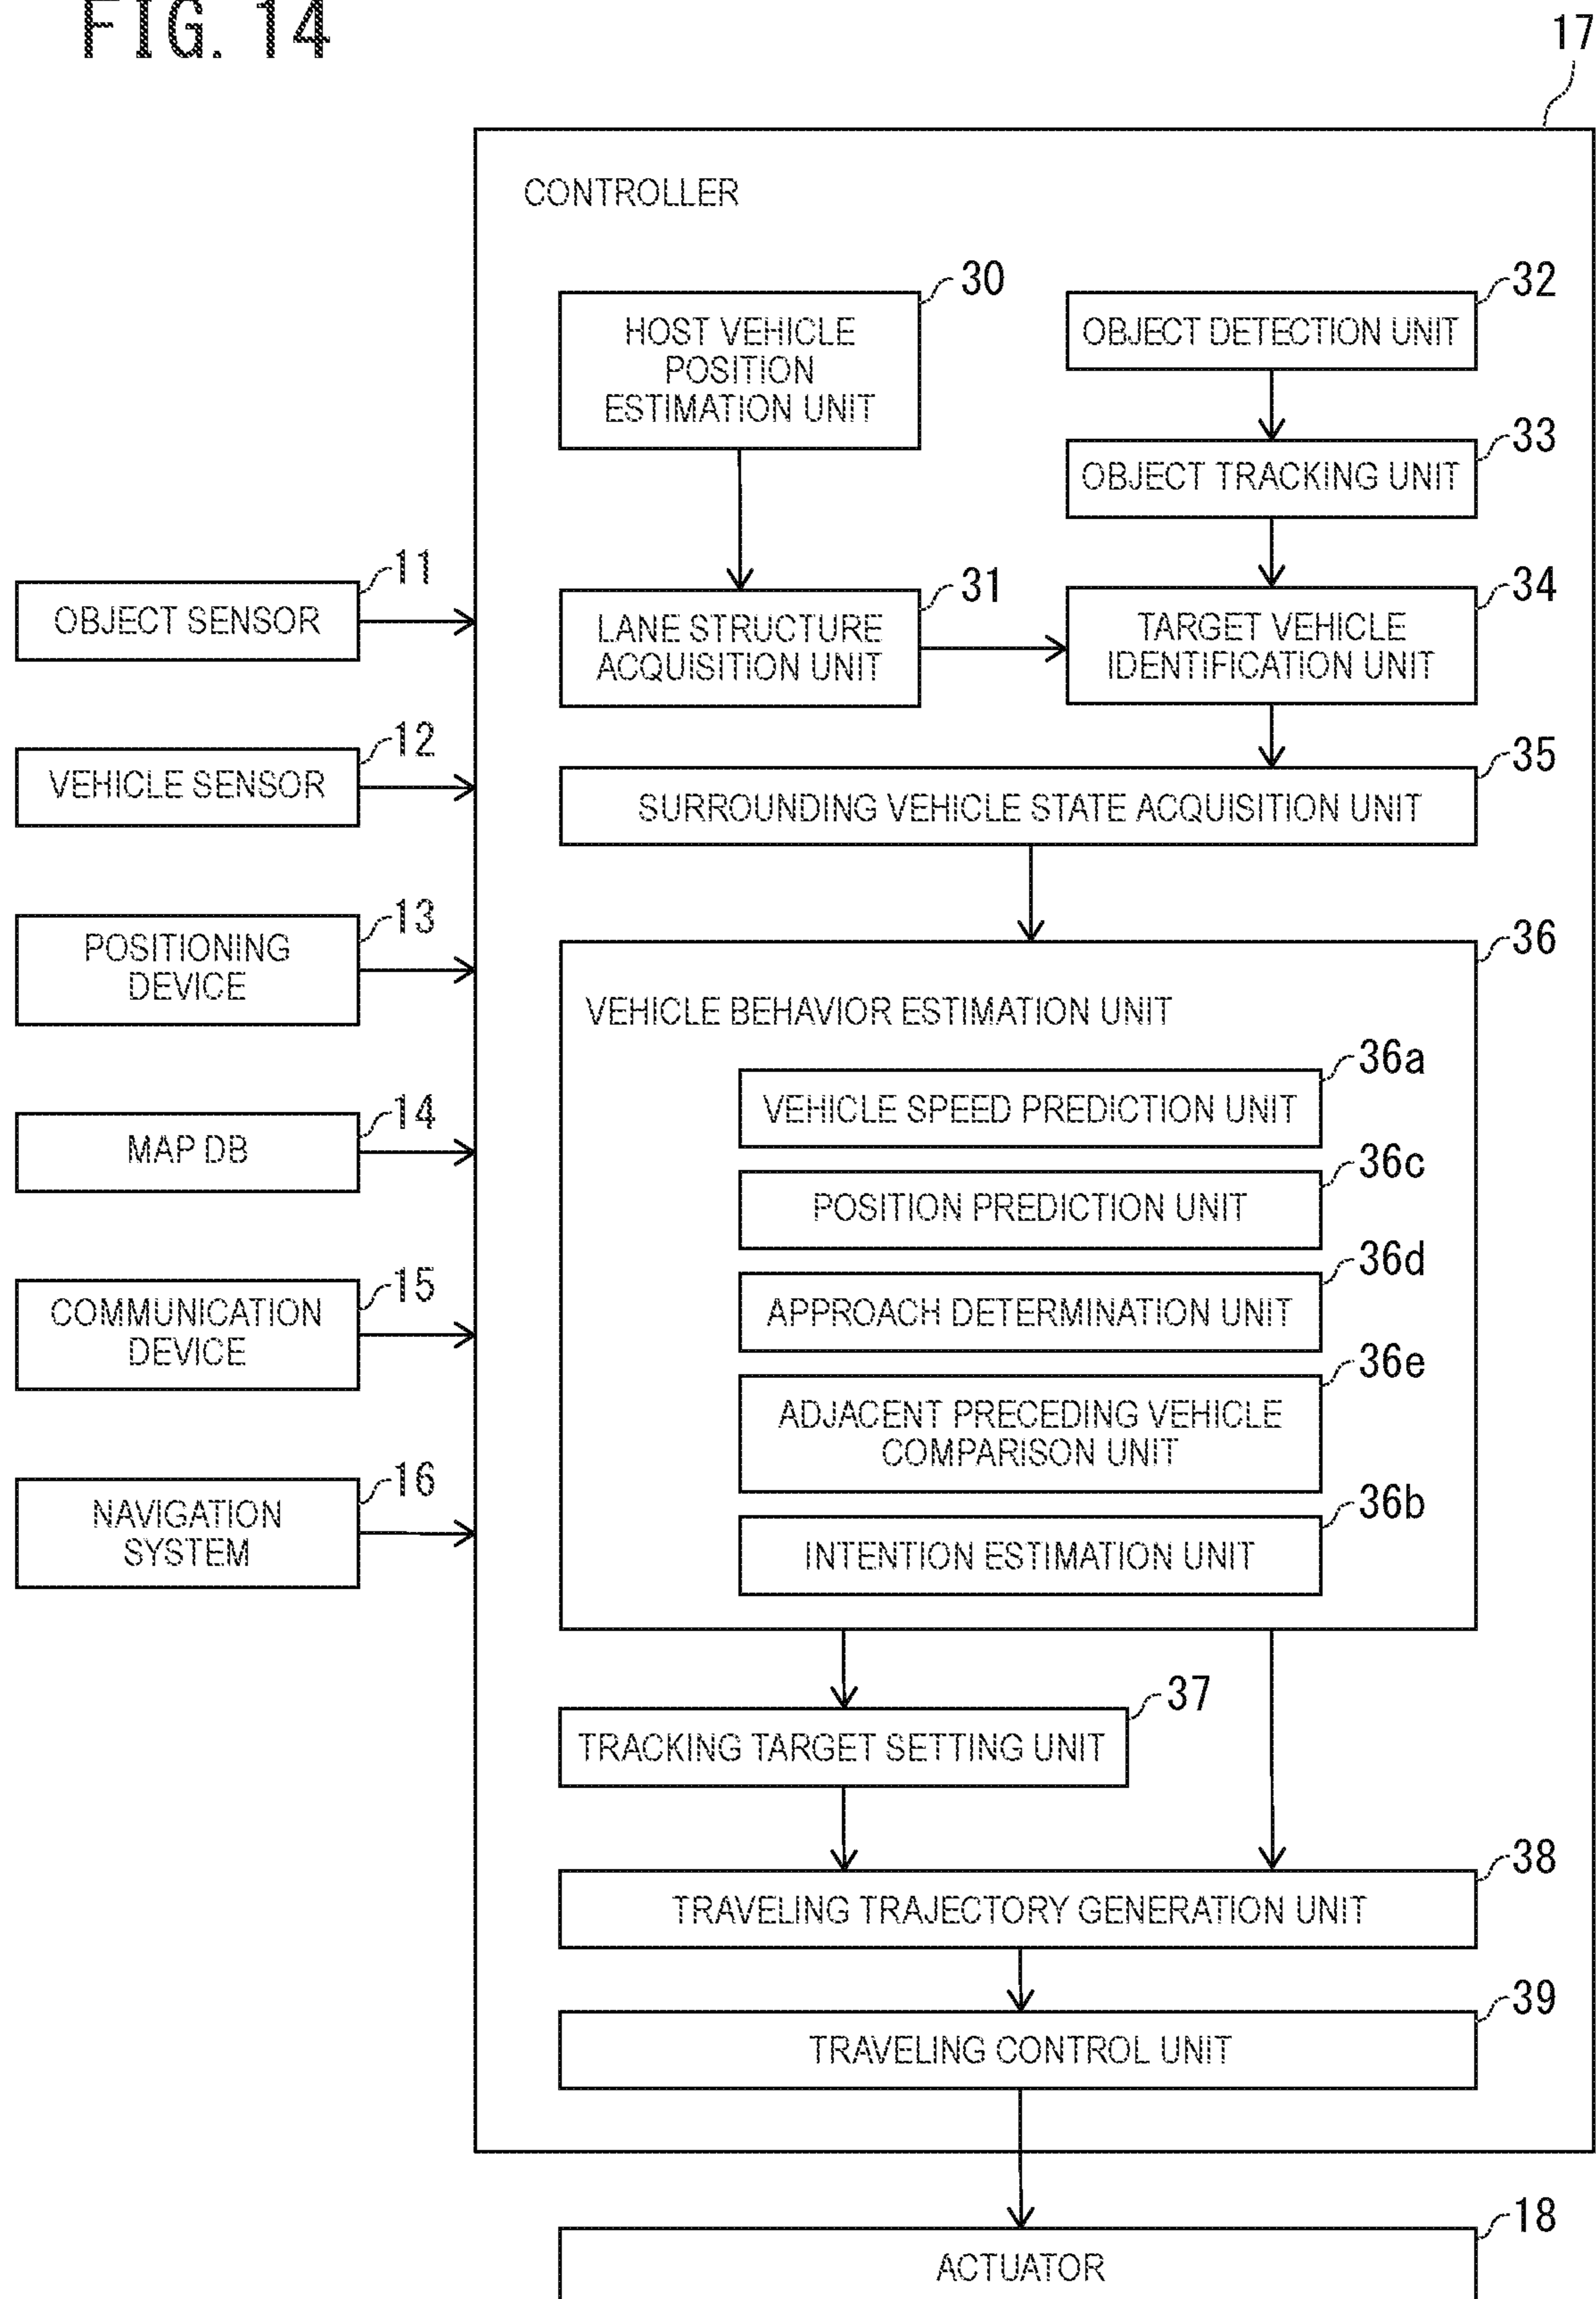 FIG. 14
17
CONTROLLER
30
HOST VEHICLE
POSITION
ESTIMATION UNIT
32
OBJECT DETECTION UNIT
33
OBJECT TRACKING UNIT
11
OBJECT SENSOR
31
LANE STRUCTURE
ACQUISITION UNIT
34
TARGET VEHICLE
IDENTIFICATION UNIT
12
VEHICLE SENSOR
35
SURROUNDING VEHICLE STATE ACQUISITION UNIT
13
POSITIONING
DEVICE
36
VEHICLE BEHAVIOR ESTIMATION UNIT
36a
VEHICLE SPEED PREDICTION UNIT
14
MAP DB
36c
POSITION PREDICTION UNIT
15
COMMUNICATION
DEVICE
36d
APPROACH DETERMINATION UNIT
36e
ADJACENT PRECEDING VEHICLE
COMPARISON UNIT
16
NAVIGATION
SYSTEM
36b
INTENTION ESTIMATION UNIT
37
TRACKING TARGET SETTING UNIT
38
TRAVELING TRAJECTORY GENERATION UNIT
39
TRAVELING CONTROL UNIT
18
ACTUATOR